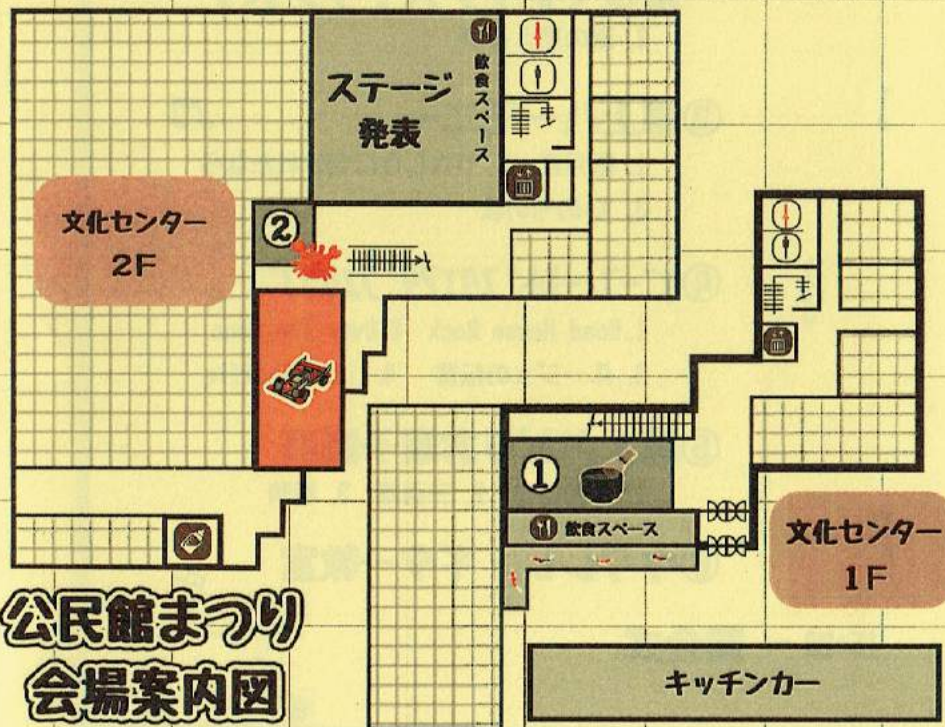 ステージ
発表
飲食スペース
文化センター
2F
②
①
飲食スペース
文化センター
1F
公民館まつり
会場案内図
キッチンカー